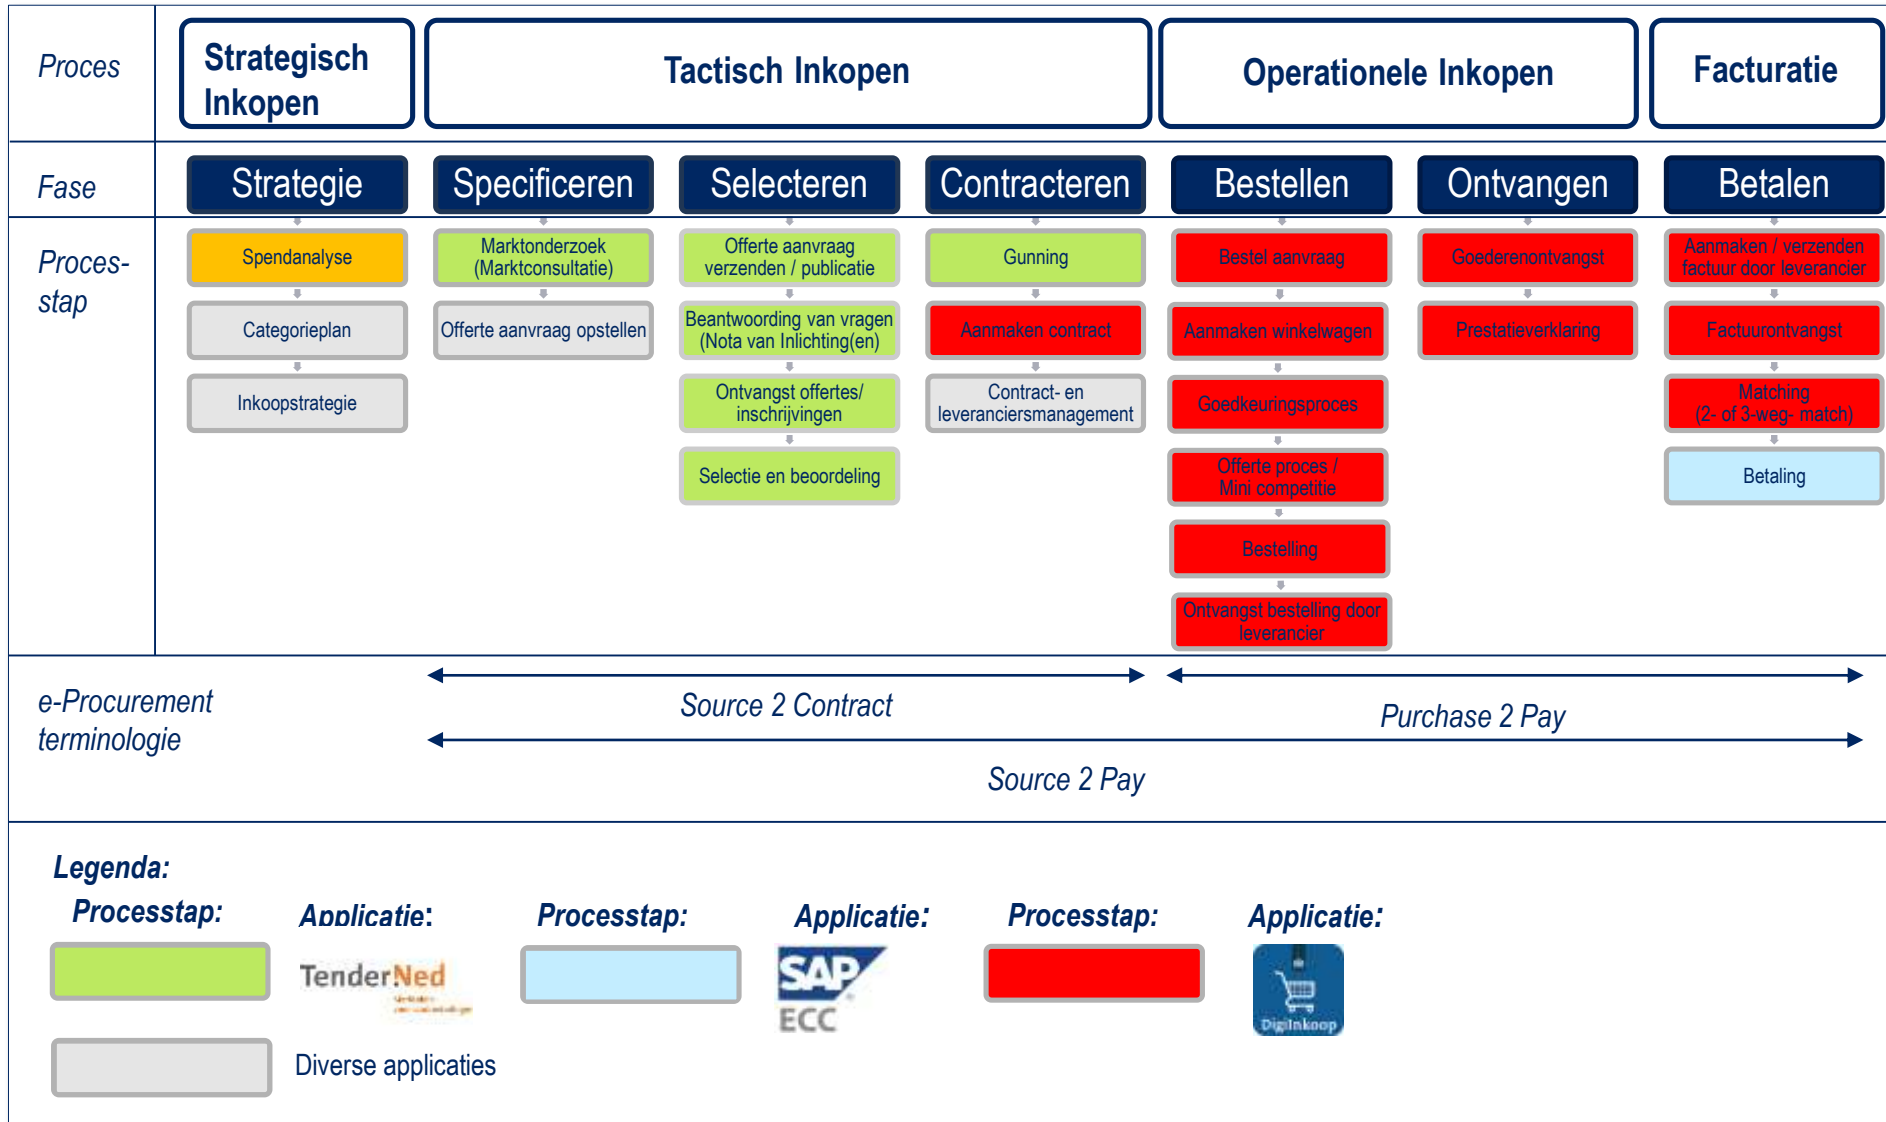 Proces
Strategisch
Inkopen
Tactisch Inkopen
Operationele Inkopen
Facturatie
Fase
Strategie
Specificeren
Selecteren
Contracteren
Bestellen
Ontvangen
Betalen
Proces-
stap
Spendanalyse
Categorieplan
Inkoopstrategie
Marktonderzoek
(Marktconsultatie)
Offerte aanvraag opstellen
Offerte aanvraag
verzenden / publicatie
Beantwoording van vragen
(Nota van Inlichting(en)
Ontvangst offertes/
inschrijvingen
Selectie en beoordeling
Gunning
Aanmaken contract
Contract- en
leveranciersmanagement
Bestel aanvraag
Aanmaken winkelwagen
Goedkeuringsproces
Offerte proces /
Mini competitie
Bestelling
Ontvangst bestelling door
leverancier
Goederenontvangst
Prestatieverklaring
Aanmaken / verzenden
factuur door leverancier
Factuurontvangst
Matching
(2- of 3-weg- match)
Betaling
e-Procurement
terminologie
Source 2 Contract
Purchase 2 Pay
Source 2 Pay
Legenda:
Processtap:
Applicatie:
Processtap:
Applicatie:
Processtap:
Applicatie:
TenderNed
SAP
ECC
DigiInkoop
Diverse applicaties